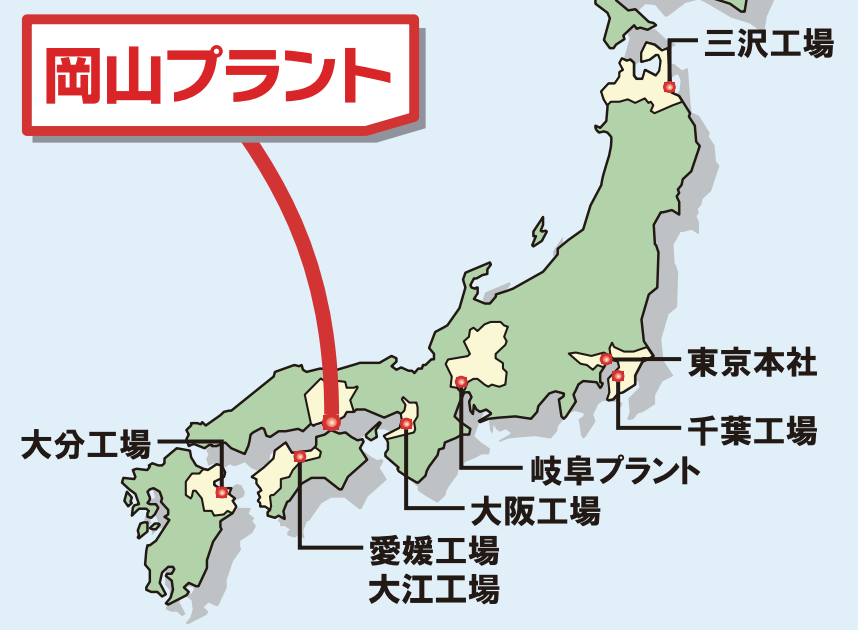 岡山プラント
三沢工場
東京本社
千葉工場
岐阜プラント
大阪工場
大分工場
愛媛工場
大江工場